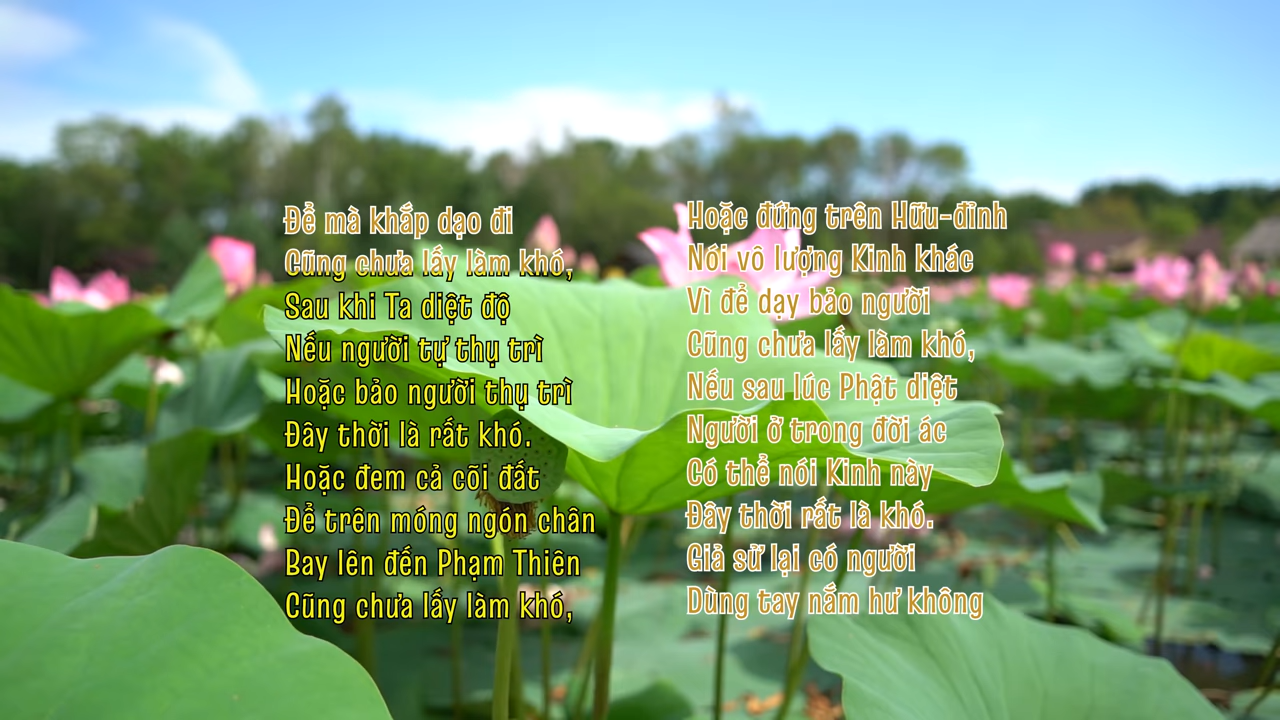 Để mà khắp dạo đi
Cũng chưa lấy làm khó,
Sau khi Ta diệt độ
Nếu người tự thụ trì
Hoặc bảo người thụ trì
Đây thời là rất khó.
Hoặc đem cả cõi đất
Để trên móng ngón chân
Bay lên đến Phạm Thiên
Cũng chưa lấy làm khó,
Hoặc đứng trên Hữu-đỉnh
Nói vô lượng Kinh khác
Vì để dạy bảo người
Cũng chưa lấy làm khó,
Nếu sau lúc Phật diệt
Người ở trong đời ác
Có thể nói Kinh này
Đây thời rất là khó.
Giả sử lại có người
Dùng tay nắm hư không